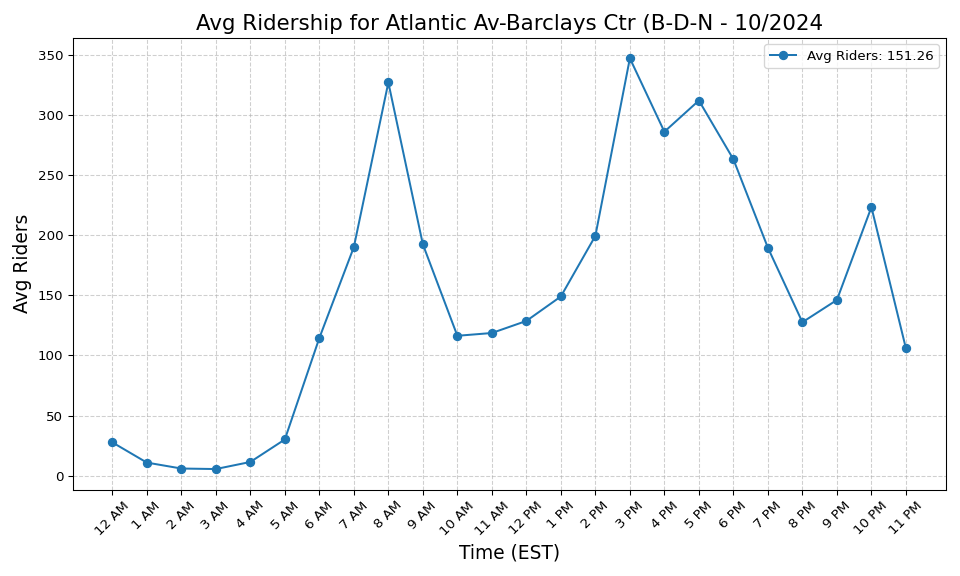 Avg Ridership for Atlantic Av-Barclays Ctr (B-D-N - 10/2024
Avg Riders: 151.26
Avg Riders
350
300
250
200
150
100
50
0
12 AM
1 AM
2 AM
3 AM
4 AM
5 AM
6 AM
7 AM
8 AM
9 AM
10 AM
11 AM
12 PM
1 PM
2 PM
3 PM
4 PM
5 PM
6 PM
7 PM
8 PM
9 PM
10 PM
11 PM
Time (EST)